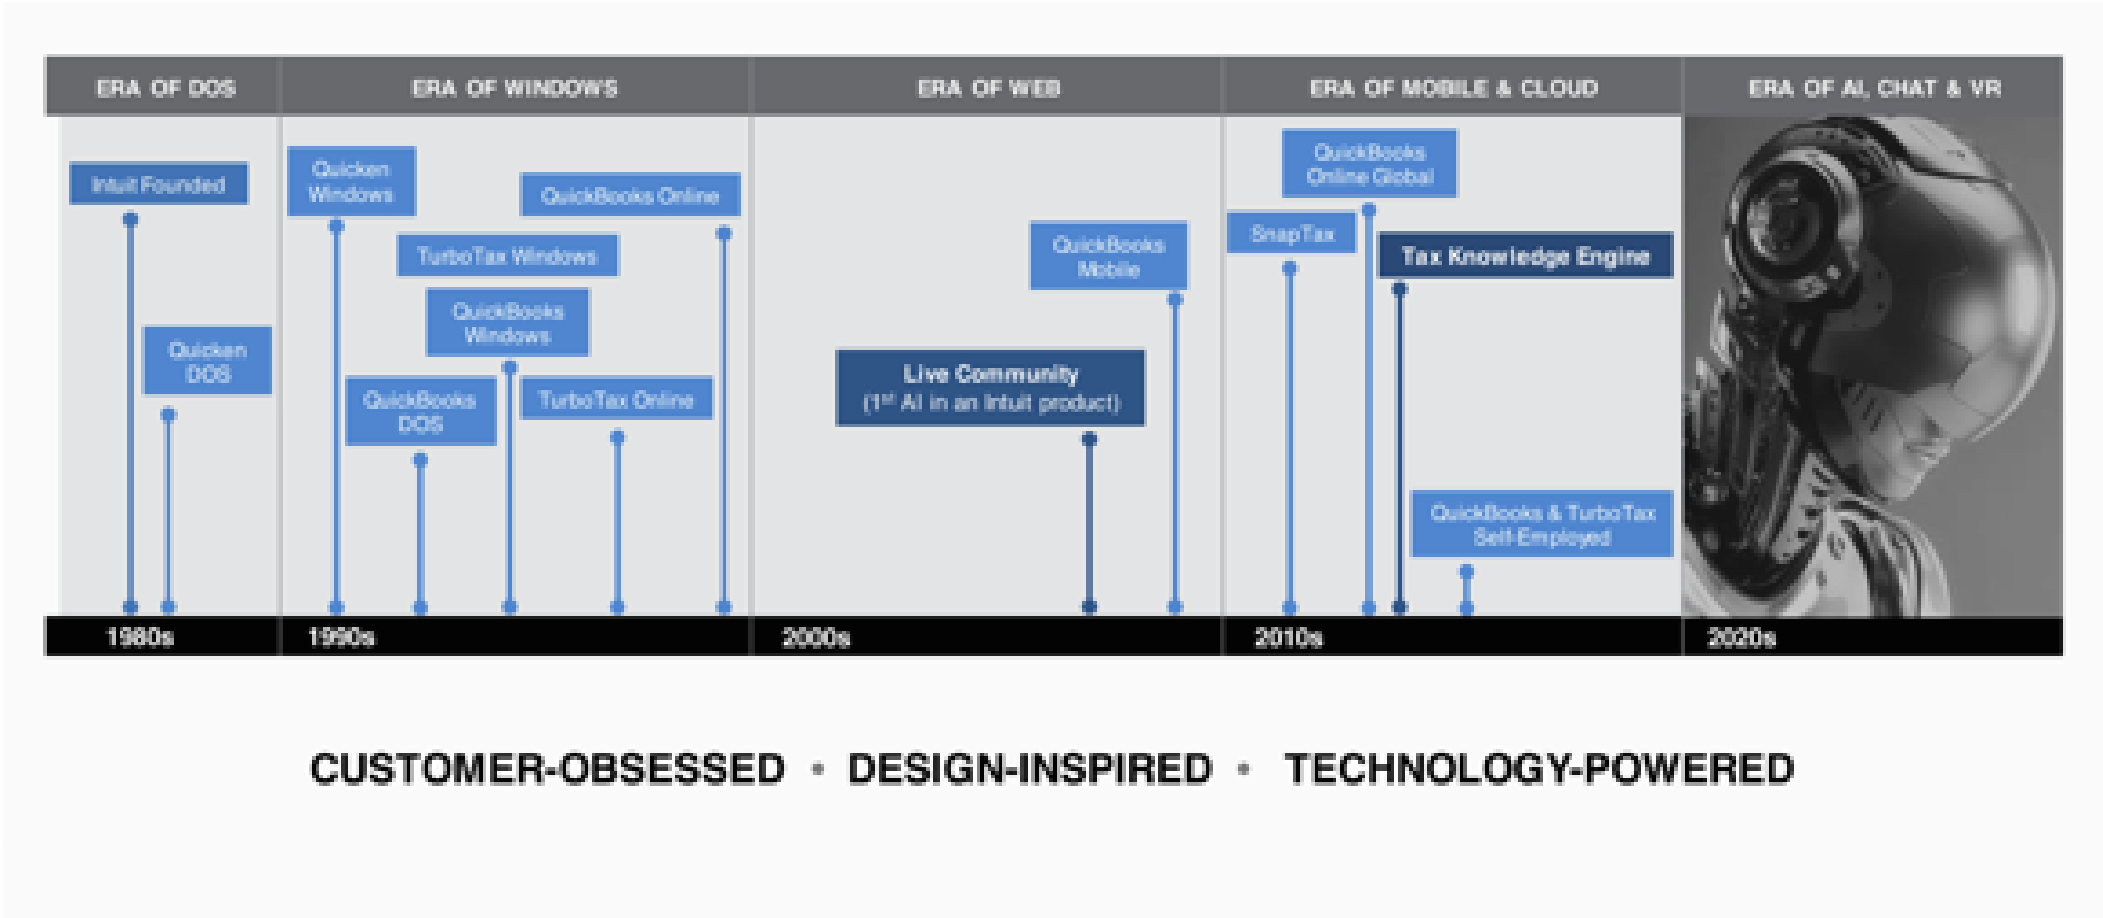 ERA OF DOS
ERA OF WINDOWS
ERA OF WEB
ERA OF MOBILE & CLOUD
ERA OF AI, CHAT & VR
Intuit Founded
Quicken
DOS
Quicken
Windows
QuickBooks Online
TurboTax Windows
QuickBooks
Windows
QuickBooks
DOS
TurboTax Online
QuickBooks
Mobile
Live Community
(1st AI in an Intuit product)
QuickBooks
Online Global
SnapTax
Tax Knowledge Engine
QuickBooks & TurboTax
Self-Employed
1980s
1990s
2000s
2010s
2020s
CUSTOMER-OBSESSED • DESIGN-INSPIRED • TECHNOLOGY-POWERED